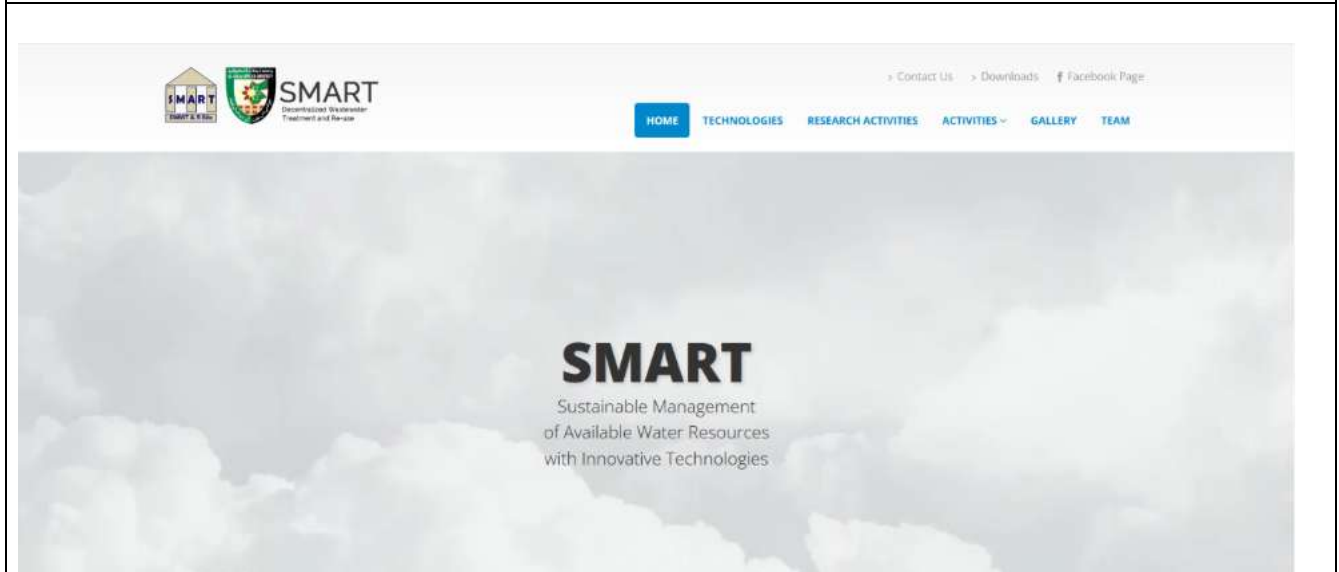 › Contact Us › Downloads f Facebook Page
SMART
SMART
Decentralized Wastewater
Treatment and Re-use
HOME TECHNOLOGIES RESEARCH ACTIVITIES ACTIVITIES GALLERY TEAM
SMART
Sustainable Management
of Available Water Resources
with Innovative Technologies